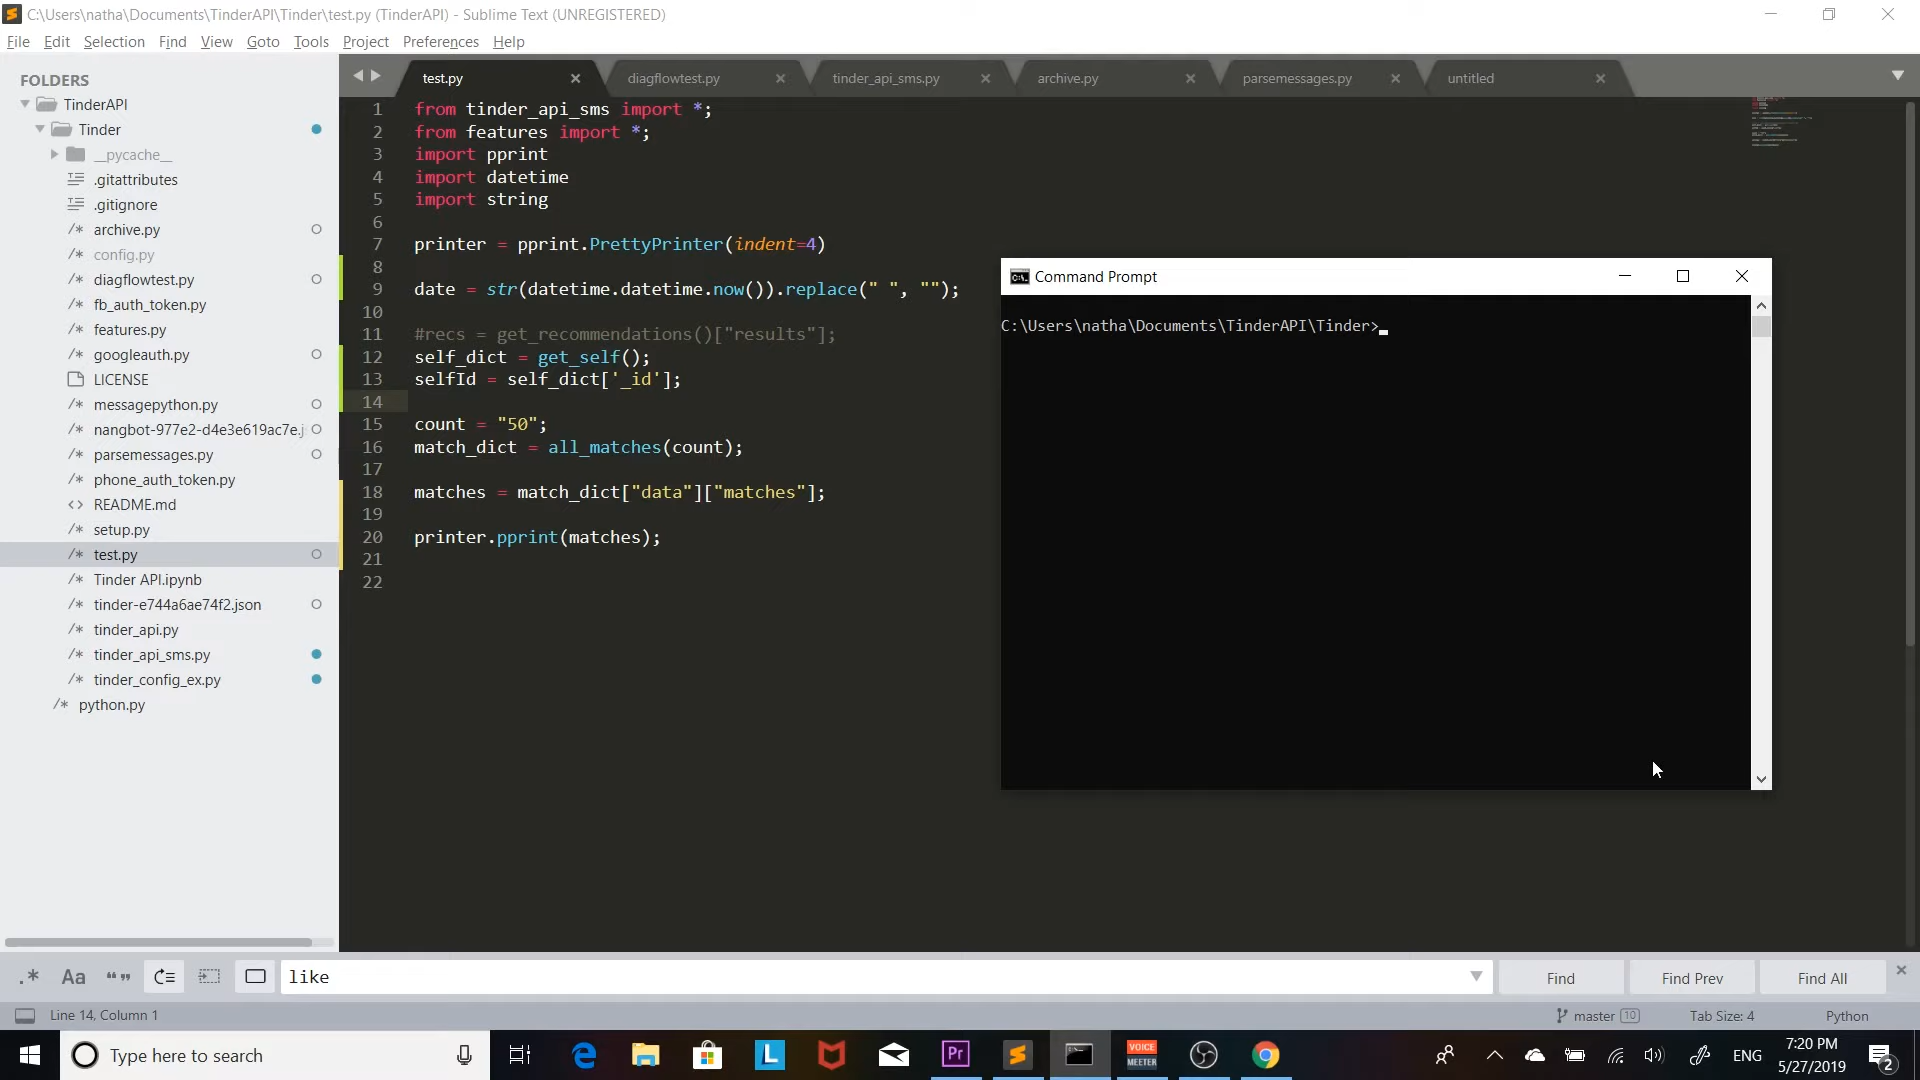 C:\Users\natha\Documents\TinderAPI\Tinder\test.py (TinderAPI) - Sublime Text (UNREGISTERED)
File Edit Selection Find View Goto Tools Project Preferences Help
FOLDERS
TinderAPI
Tinder
__pycache__
.gitattributes
.gitignore
archive.py
config.py
diagflowtest.py
fb_auth_token.py
features.py
googleauth.py
LICENSE
messagepython.py
nangbot-977e2-d4e3e619ac7e.j
parsemessages.py
phone_auth_token.py
README.md
setup.py
test.py
Tinder API.ipynb
tinder-e744a6ae74f2.json
tinder_api.py
tinder_api_sms.py
tinder_config_ex.py
python.py
test.py diagflowtest.py tinder_api_sms.py archive.py parsemessages.py untitled
1 from tinder_api_sms import *;
2 from features import *;
3 import pprint
4 import datetime
5 import string
6
7 printer = pprint.PrettyPrinter(indent=4)
8
9 date = str(datetime.datetime.now()).replace(" ", "");
10
11 #recs = get_recommendations()["results"];
12 self_dict = get_self();
13 selfId = self_dict['_id'];
14
15 count = "50";
16 match_dict = all_matches(count);
17
18 matches = match_dict["data"]["matches"];
19
20 printer.pprint(matches);
21
22
Command Prompt
C:\Users\natha\Documents\TinderAPI\Tinder>
.* Aa “” like Find Find Prev Find All
Line 14, Column 1 master 10 Tab Size: 4 Python
Type here to search
L
Pr
VOICE
MEETER
ENG
7:20 PM
5/27/2019
2